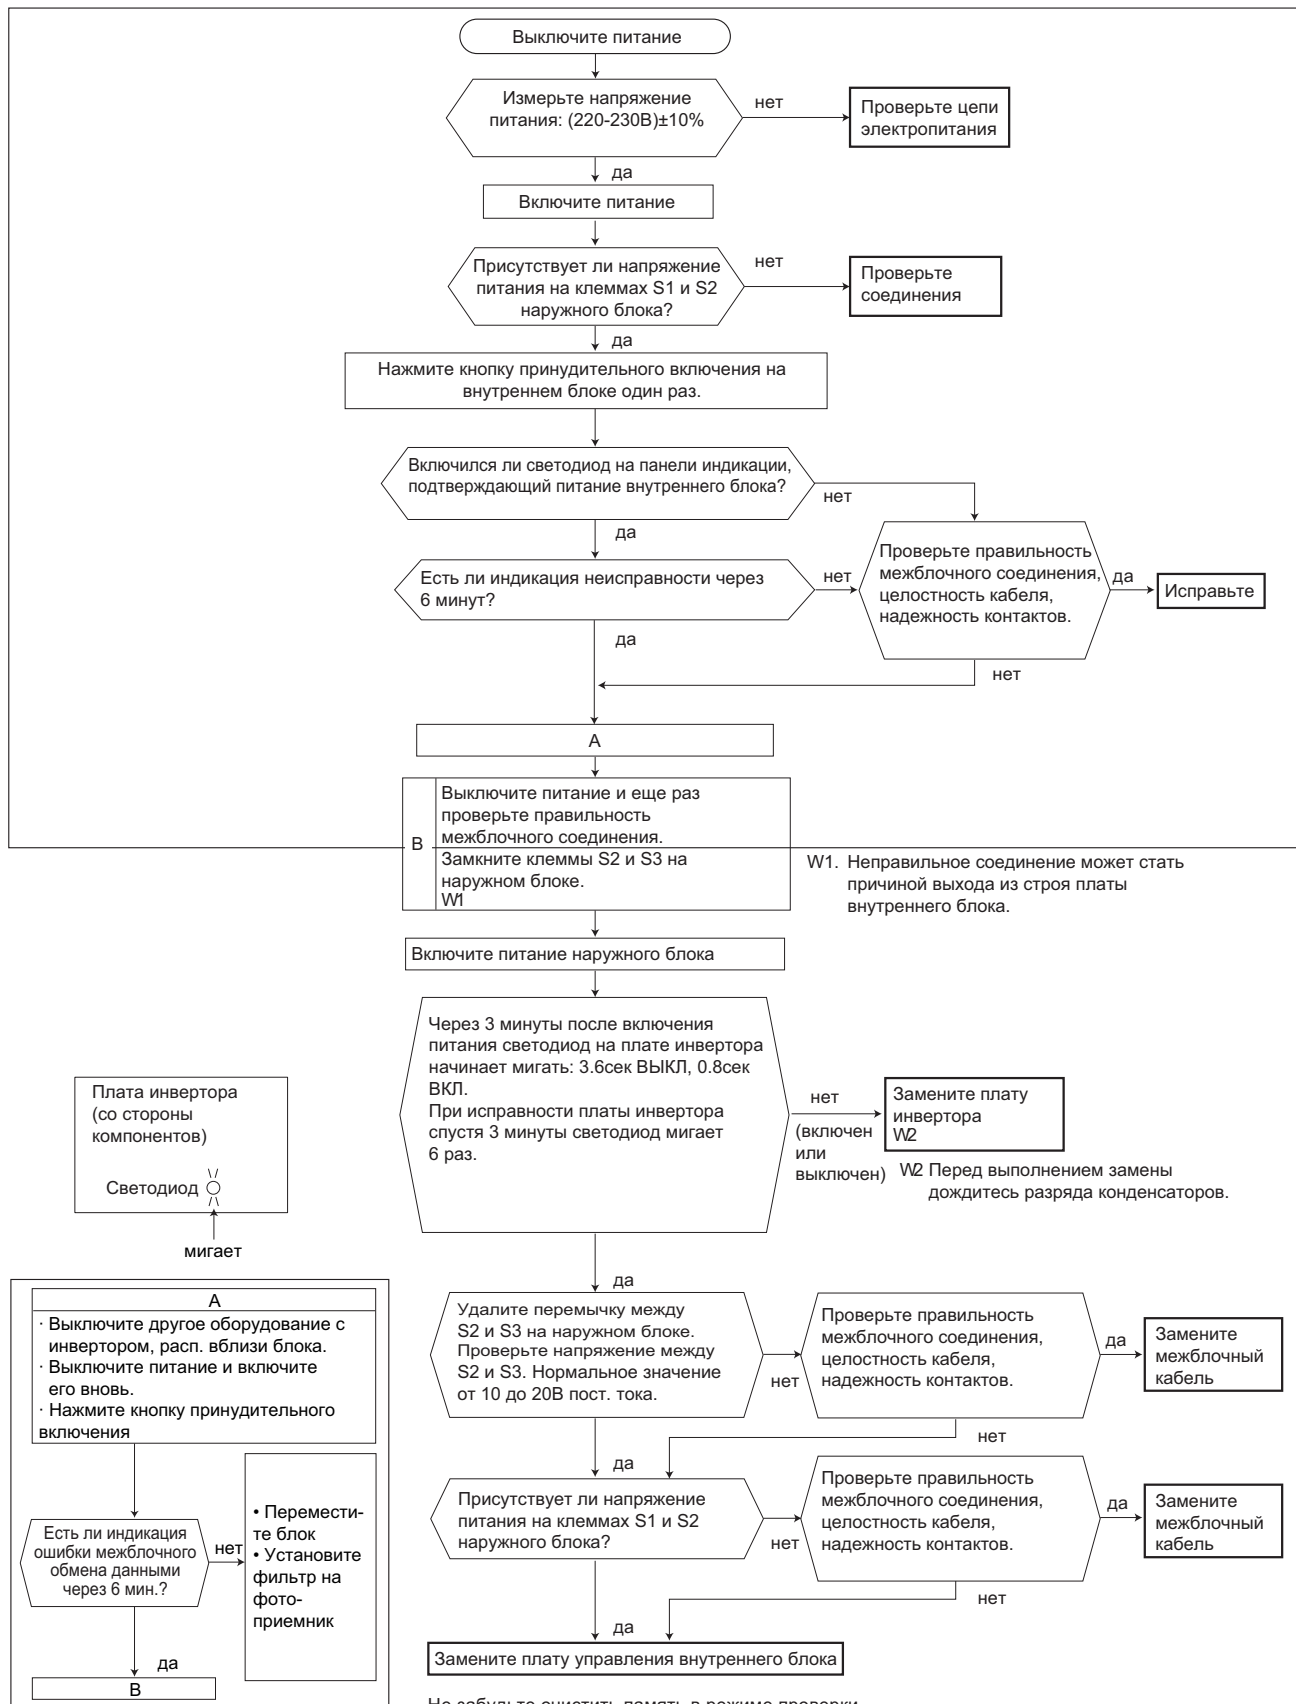 Выключите питание
Измерьте напряжение
питания: (220-230В)±10%
нет
Проверьте цепи
электропитания
да
Включите питание
Присутствует ли напряжение
питания на клеммах S1 и S2
наружного блока?
нет
Проверьте
соединения
да
Нажмите кнопку принудительного включения на
внутреннем блоке один раз.
Включился ли светодиод на панели индикации,
подтверждающий питание внутреннего блока?
нет
да
Проверьте правильность
межблочного соединения,
целостность кабеля,
надежность контактов.
да
Исправьте
Есть ли индикация неисправности через
6 минут?
нет
да
нет
A
B
Выключите питание и еще раз
проверьте правильность
межблочного соединения.
Замкните клеммы S2 и S3 на
наружном блоке.
W1
W1. Неправильное соединение может стать
причиной выхода из строя платы
внутреннего блока.
Включите питание наружного блока
Через 3 минуты после включения
питания светодиод на плате инвертора
начинает мигать: 3.6сек ВЫКЛ, 0.8сек
ВКЛ.
При исправности платы инвертора
спустя 3 минуты светодиод мигает
6 раз.
нет
(включен
или
выключен)
Замените плату
инвертора
W2
W2 Перед выполнением замены
дождитесь разряда конденсаторов.
Плата инвертора
(со стороны
компонентов)
Светодиод
мигает
да
Удалите перемычку между
S2 и S3 на наружном блоке.
Проверьте напряжение между
S2 и S3. Нормальное значение
от 10 до 20В пост. тока.
нет
Проверьте правильность
межблочного соединения,
целостность кабеля,
надежность контактов.
да
Замените
межблочный
кабель
нет
да
Присутствует ли напряжение
питания на клеммах S1 и S2
наружного блока?
нет
Проверьте правильность
межблочного соединения,
целостность кабеля,
надежность контактов.
да
Замените
межблочный
кабель
нет
да
Замените плату управления внутреннего блока
A
· Выключите другое оборудование с
инвертором, расп. вблизи блока.
· Выключите питание и включите
его вновь.
· Нажмите кнопку принудительного
включения
Есть ли индикация
ошибки межблочного
обмена данными
через 6 мин.?
нет
• Перемести-
те блок
• Установите
фильтр на
фото-
приемник
да
B
Не забудьте очистить память в режиме проверки